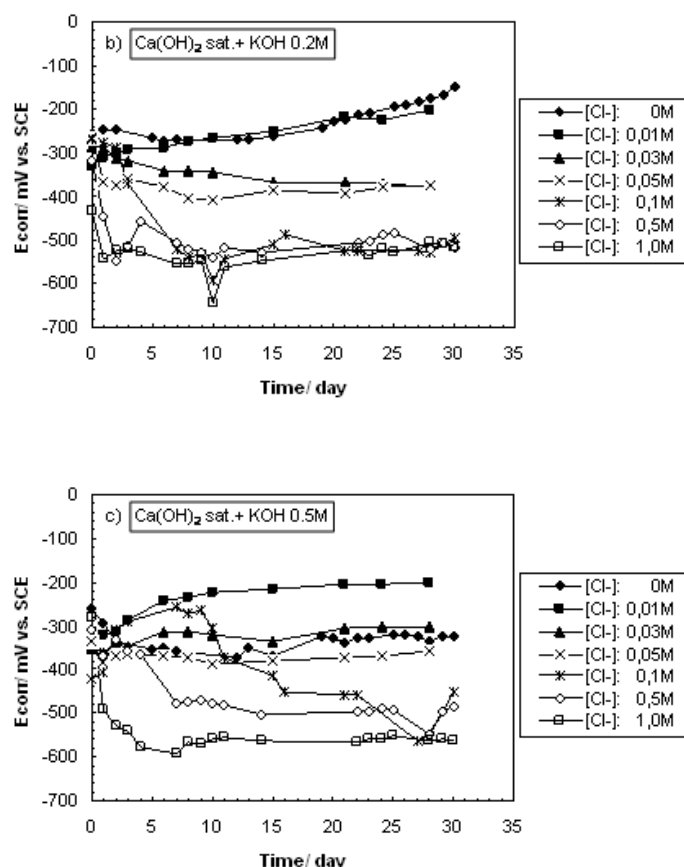 b) Ca(OH)₂ sat.+ KOH 0.2M
0
-100
-200
-300
-400
-500
-600
-700
Ecorr/ mV vs. SCE
0 5 10 15 20 25 30 35
Time/ day
[Cl-]: 0M
[Cl-]: 0,01M
[Cl-]: 0,03M
[Cl-]: 0,05M
[Cl-]: 0,1M
[Cl-]: 0,5M
[Cl-]: 1,0M
c) Ca(OH)₂ sat.+ KOH 0.5M
0
-100
-200
-300
-400
-500
-600
-700
Ecorr/ mV vs. SCE
0 5 10 15 20 25 30 35
Time/ day
[Cl-]: 0M
[Cl-]: 0,01M
[Cl-]: 0,03M
[Cl-]: 0,05M
[Cl-]: 0,1M
[Cl-]: 0,5M
[Cl-]: 1,0M